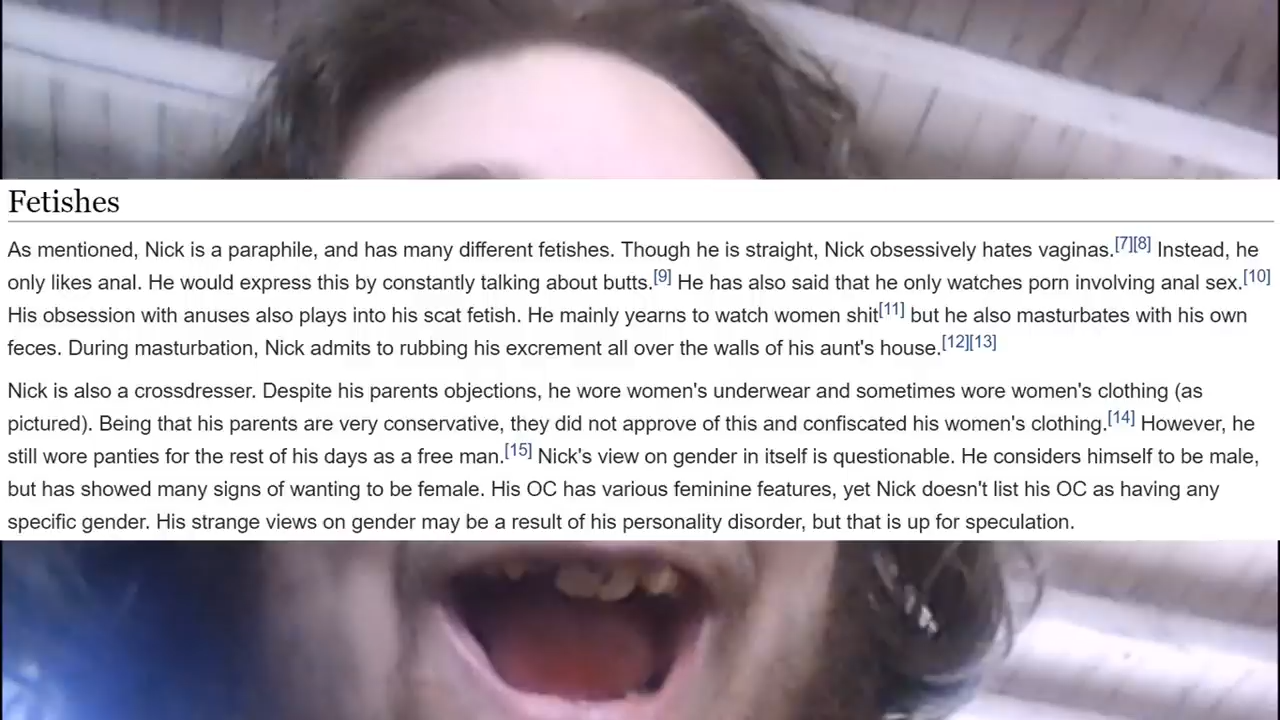 Fetishes
As mentioned, Nick is a paraphile, and has many different fetishes. Though he is straight, Nick obsessively hates vaginas.[7][8] Instead, he
only likes anal. He would express this by constantly talking about butts.[9] He has also said that he only watches porn involving anal sex.[10]
His obsession with anuses also plays into his scat fetish. He mainly yearns to watch women shit[11] but he also masturbates with his own
feces. During masturbation, Nick admits to rubbing his excrement all over the walls of his aunt's house.[12][13]
Nick is also a crossdresser. Despite his parents objections, he wore women's underwear and sometimes wore women's clothing (as
pictured). Being that his parents are very conservative, they did not approve of this and confiscated his women's clothing.[14] However, he
still wore panties for the rest of his days as a free man.[15] Nick's view on gender in itself is questionable. He considers himself to be male,
but has showed many signs of wanting to be female. His OC has various feminine features, yet Nick doesn't list his OC as having any
specific gender. His strange views on gender may be a result of his personality disorder, but that is up for speculation.